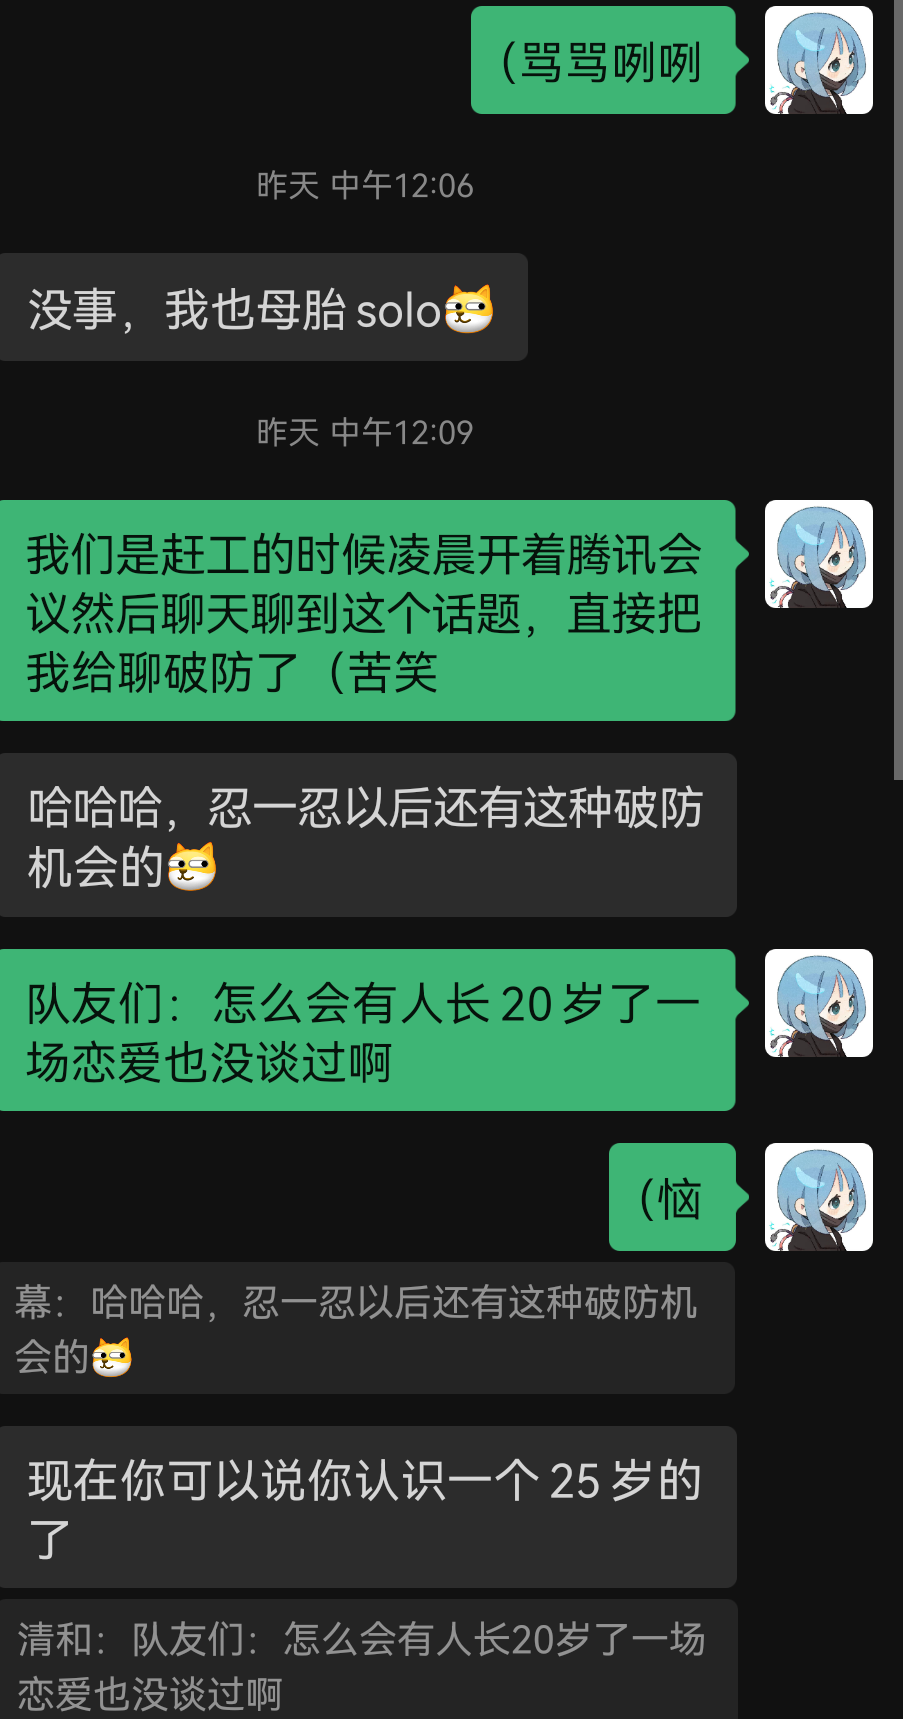 （骂骂咧咧
昨天 中午12:06
没事，我也母胎 solo
昨天 中午12:09
我们是赶工的时候凌晨开着腾讯会
议然后聊天聊到这个话题，直接把
我给聊破防了（苦笑
哈哈哈，忍一忍以后还有这种破防
机会的
队友们：怎么会有人长 20 岁了一
场恋爱也没谈过啊
（恼
幕：哈哈哈，忍一忍以后还有这种破防机
会的
现在你可以说你认识一个 25 岁的
了
清和：队友们：怎么会有人长20岁了一场
恋爱也没谈过啊